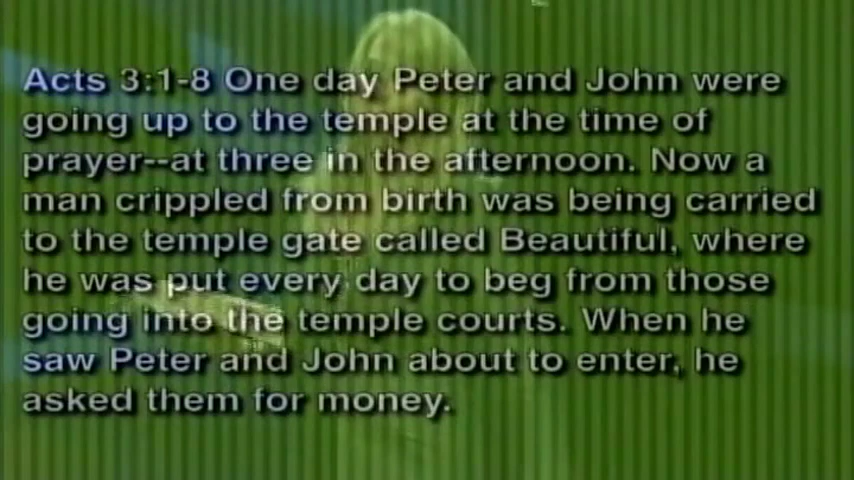 Acts 3:1-8 One day Peter and John were
going up to the temple at the time of
prayer--at three in the afternoon. Now a
man crippled from birth was being carried
to the temple gate called Beautiful, where
he was put every day to beg from those
going into the temple courts. When he
saw Peter and John about to enter, he
asked them for money.